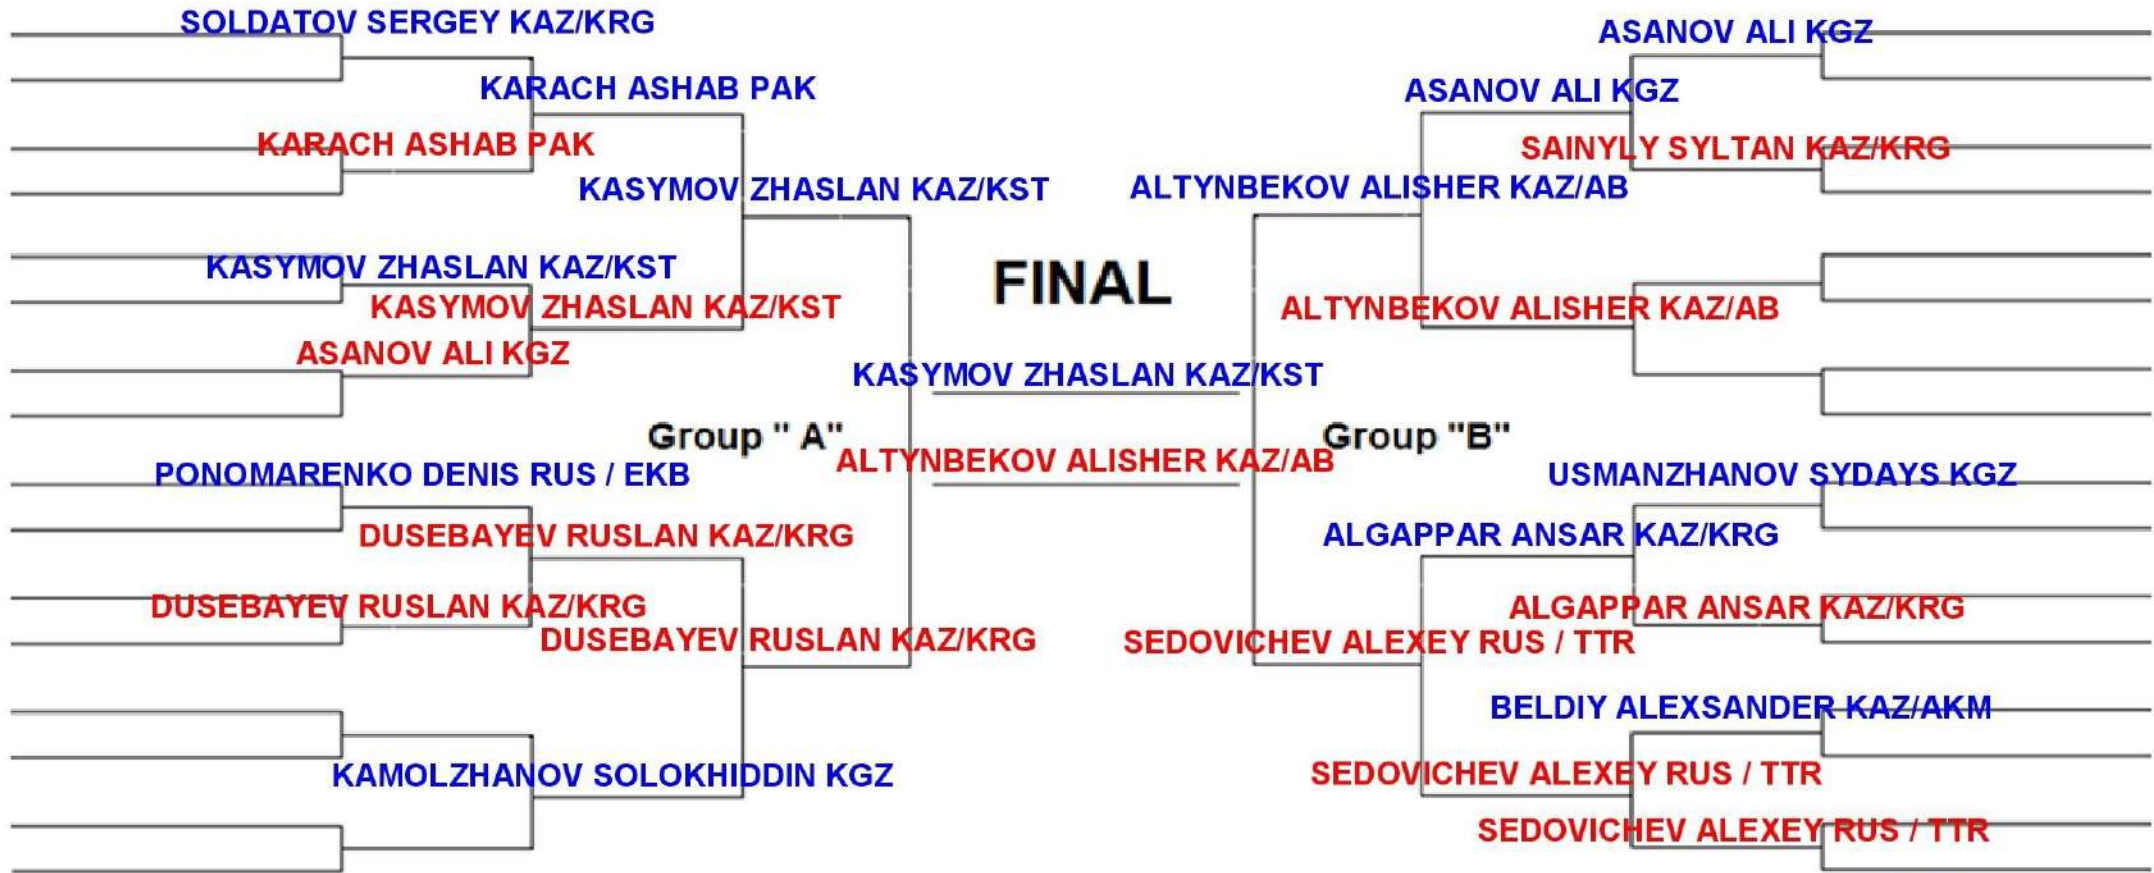 SOLDATOV SERGEY KAZ/KRG
KARACH ASHAB PAK
KARACH ASHAB PAK
KASYMOV ZHASLAN KAZ/KST
KASYMOV ZHASLAN KAZ/KST
KASYMOV ZHASLAN KAZ/KST
ASANOV ALI KGZ
Group " A"
PONOMARENKO DENIS RUS / EKB
DUSEBAYEV RUSLAN KAZ/KRG
DUSEBAYEV RUSLAN KAZ/KRG
DUSEBAYEV RUSLAN KAZ/KRG
KAMOLZHANOV SOLOKHIDDIN KGZ
FINAL
KASYMOV ZHASLAN KAZ/KST
ALTYNBEKOV ALISHER KAZ/AB
ASANOV ALI KGZ
ASANOV ALI KGZ
SAINYLY SYLTAN KAZ/KRG
ALTYNBEKOV ALISHER KAZ/AB
ALTYNBEKOV ALISHER KAZ/AB
Group "B"
USMANZHANOV SYDAYS KGZ
ALGAPPAR ANSAR KAZ/KRG
ALGAPPAR ANSAR KAZ/KRG
SEDOVICHEV ALEXEY RUS / TTR
BELDIY ALEXSANDER KAZ/AKM
SEDOVICHEV ALEXEY RUS / TTR
SEDOVICHEV ALEXEY RUS / TTR